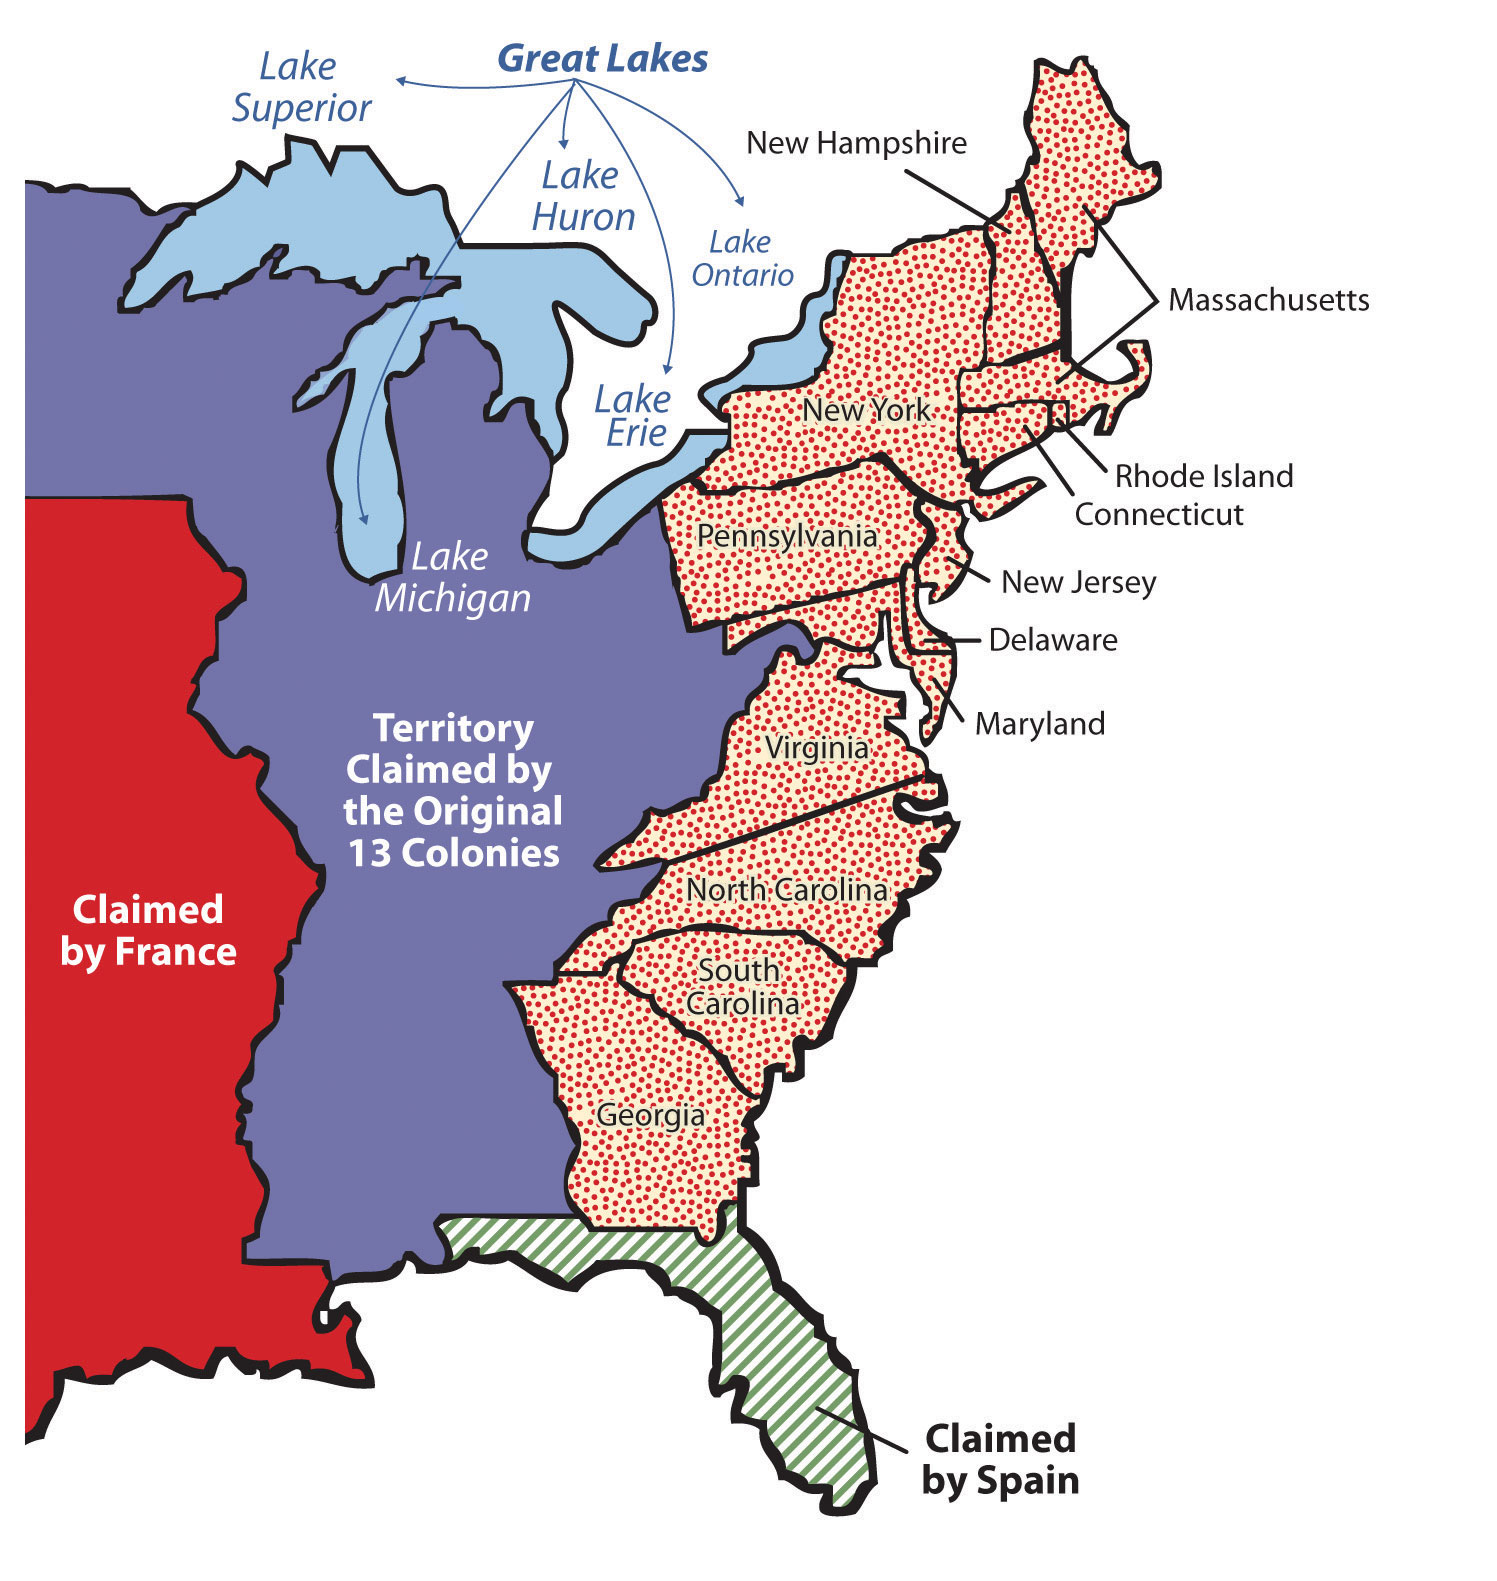 Great Lakes
Lake
Superior
Lake
Huron
Lake
Ontario
Lake
Erie
Lake
Michigan
New Hampshire
Massachusetts
New York
Rhode Island
Connecticut
Pennsylvania
New Jersey
Delaware
Maryland
Territory
Claimed by
the Original
13 Colonies
Virginia
Claimed
by France
North Carolina
South
Carolina
Georgia
Claimed
by Spain